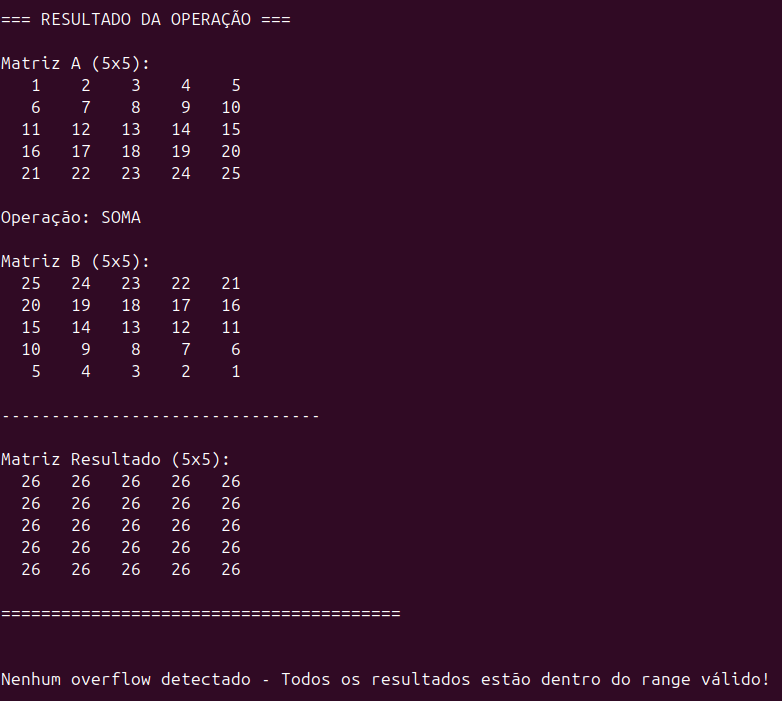 === RESULTADO DA OPERAÇÃO ===
Matriz A (5x5):
1 2 3 4 5
6 7 8 9 10
11 12 13 14 15
16 17 18 19 20
21 22 23 24 25
Operação: SOMA
Matriz B (5x5):
25 24 23 22 21
20 19 18 17 16
15 14 13 12 11
10 9 8 7 6
5 4 3 2 1
--------------------------------
Matriz Resultado (5x5):
26 26 26 26 26
26 26 26 26 26
26 26 26 26 26
26 26 26 26 26
26 26 26 26 26
========================================
Nenhum overflow detectado - Todos os resultados estão dentro do range válido!